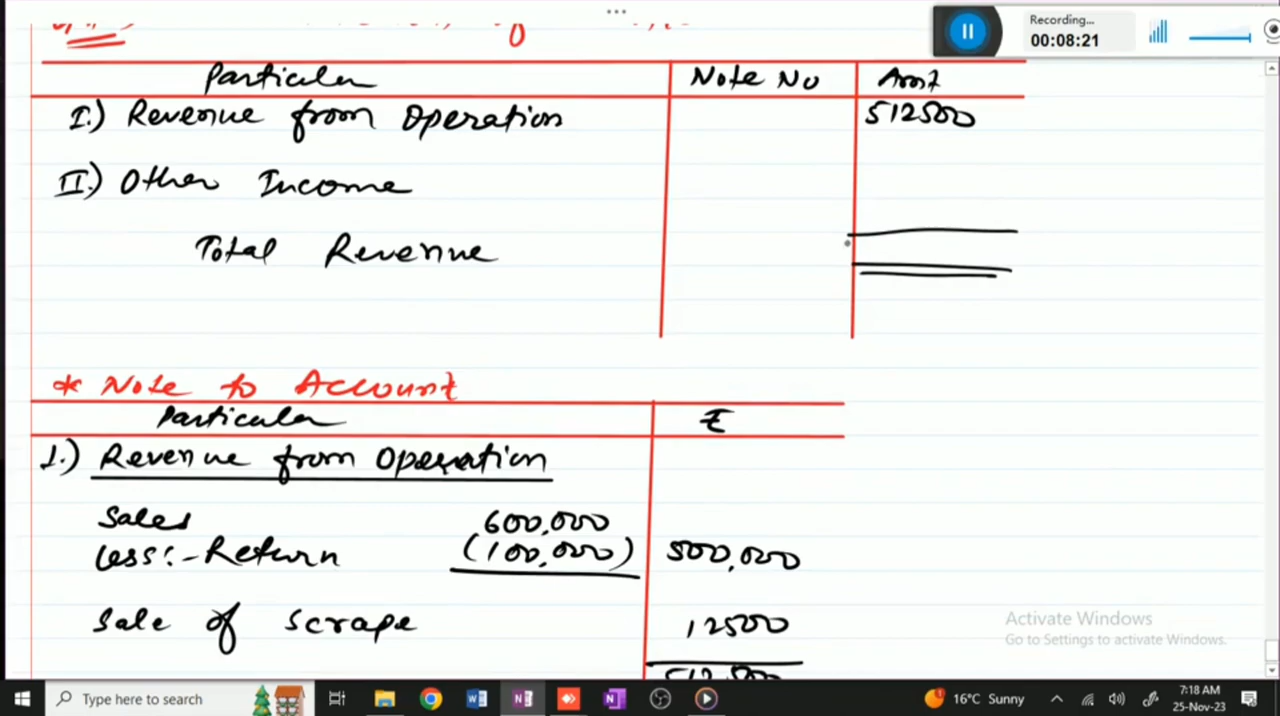 Recording...
00:08:21
Particular Note No Amt
I.) Revenue from Operation 512500
II.) Other Income
Total Revenue
* Note to Account
Particular ₹
1.) Revenue from Operation
Sales 600,000
Less:- Return (100,000) 500,000
Sale of Scrape 12500
512,500
Activate Windows
Go to Settings to activate Windows.
Type here to search
16°C Sunny
7:18 AM
25-Nov-23